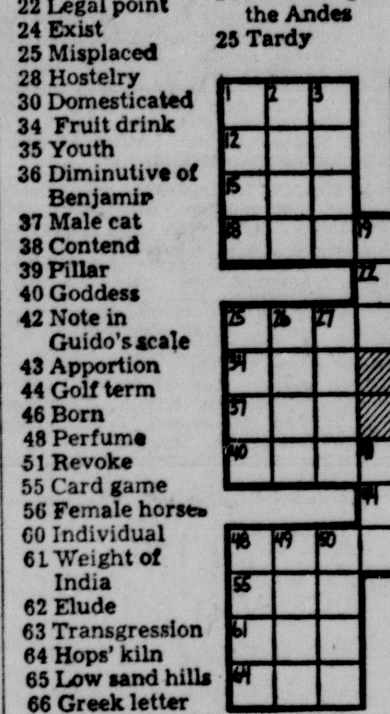 22 Legal point
24 Exist
25 Misplaced
28 Hostelry
30 Domesticated
34 Fruit drink
35 Youth
36 Diminutive of
Benjamin
37 Male cat
38 Contend
39 Pillar
40 Goddess
42 Note in
Guido's scale
43 Apportion
44 Golf term
46 Born
48 Perfume
51 Revoke
55 Card game
56 Female horses
60 Individual
61 Weight of
India
62 Elude
63 Transgression
64 Hops' kiln
65 Low sand hills
66 Greek letter
the Andes
25 Tardy
1 2 3
12
15
18 19
22
25 26 27
34
37
40 41
44
48 49 50
55
61
64